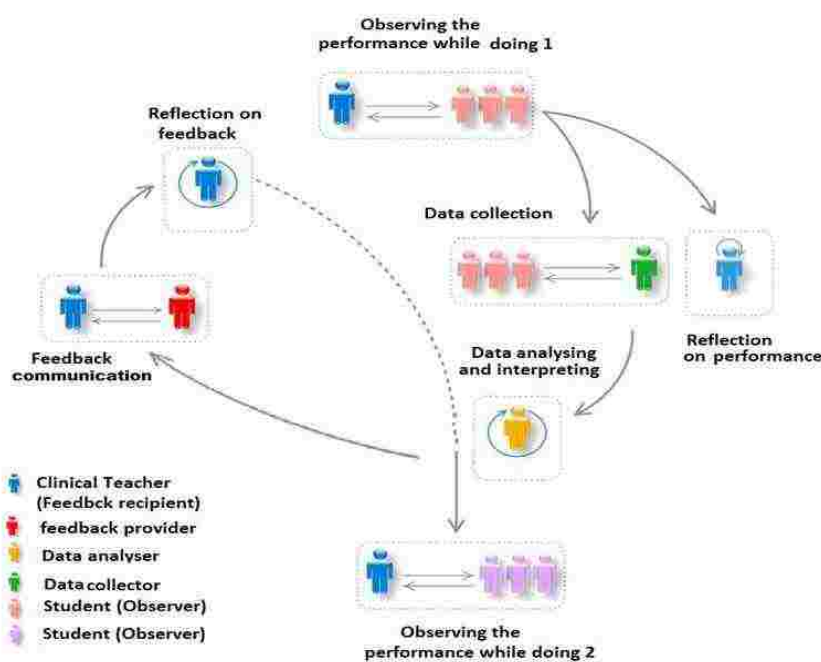 Observing the
performance while doing 1
Reflection on
feedback
Data collection
Reflection
on performance
Data analysing
and interpreting
Feedback
communication
Clinical Teacher
(Feedbck recipient)
feedback provider
Data analyser
Data collector
Student (Observer)
Student (Observer)
Observing the
performance while doing 2